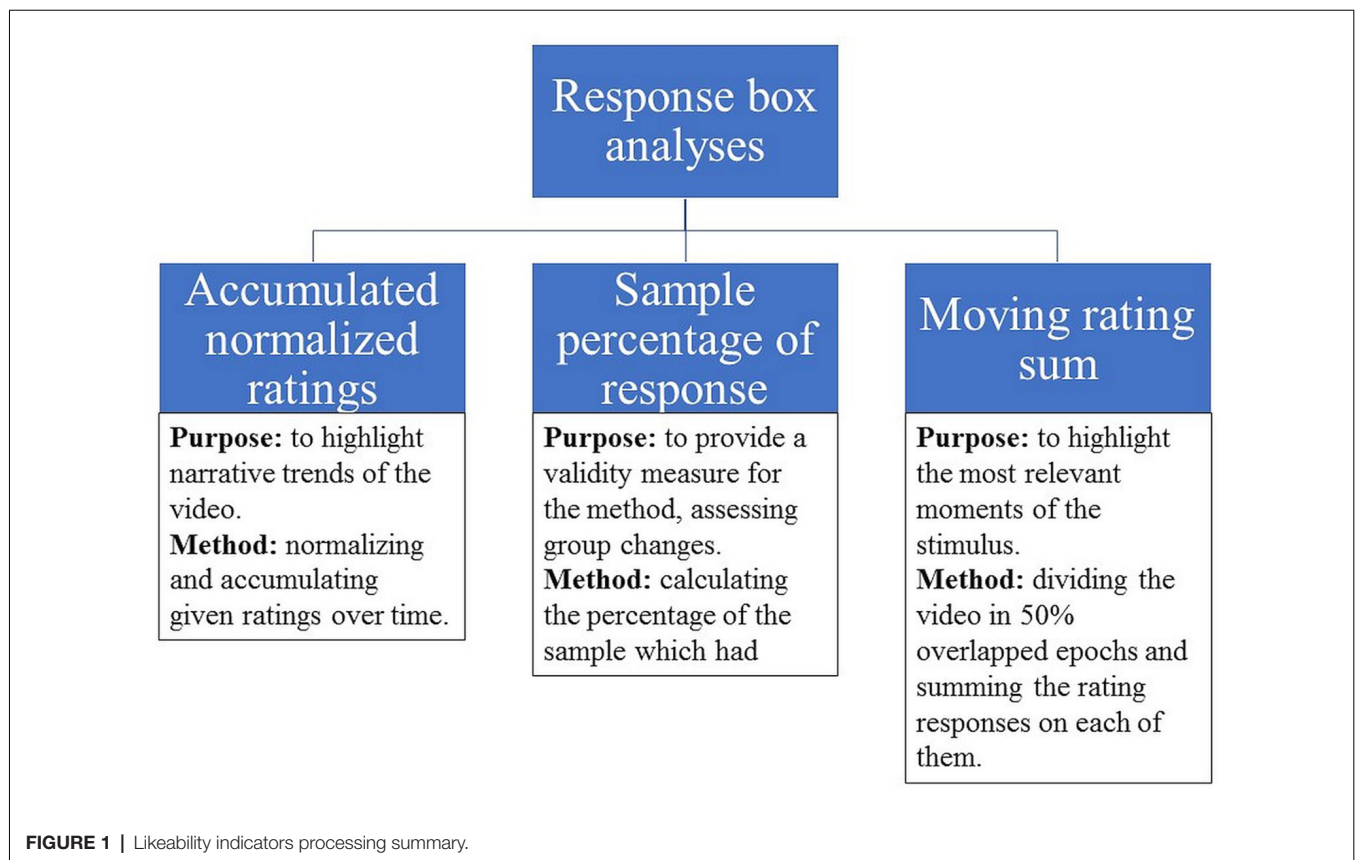 Response box
analyses
Accumulated
normalized
ratings
Purpose: to highlight
narrative trends of the
video.
Method: normalizing
and accumulating
given ratings over time.
Sample
percentage of
response
Purpose: to provide a
validity measure for
the method, assessing
group changes.
Method: calculating
the percentage of the
sample which had
Moving rating
sum
Purpose: to highlight
the most relevant
moments of the
stimulus.
Method: dividing the
video in 50%
overlapped epochs and
summing the rating
responses on each of
them.
FIGURE 1 | Likeability indicators processing summary.